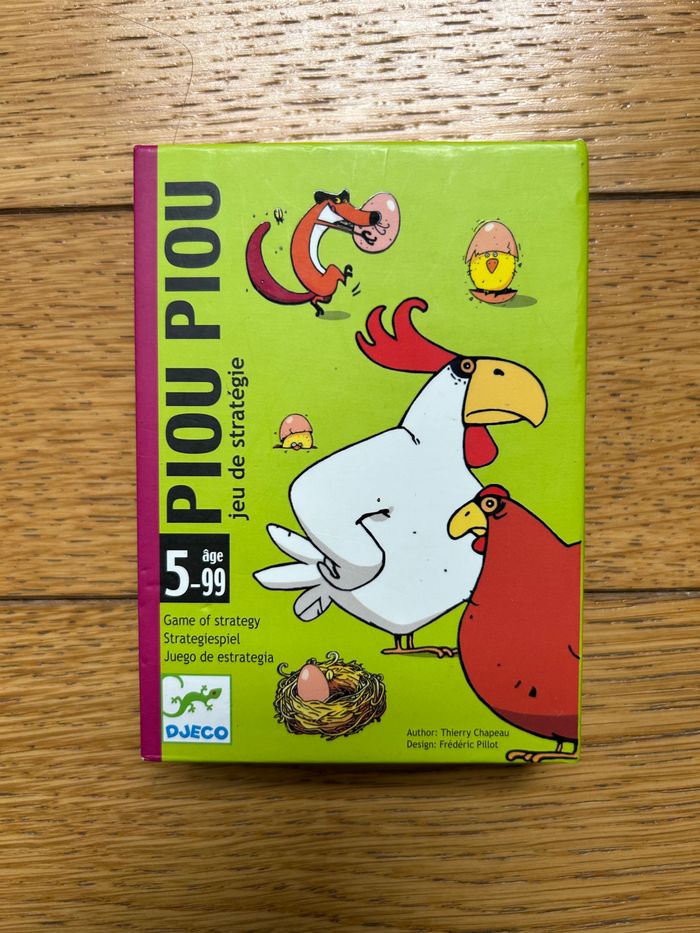 PIOU PIOU
jeu de stratégie
âge
5-99
Game of strategy
Strategiespiel
Juego de estrategia
DJECO
Author: Thierry Chapeau
Design: Frédéric Pillot